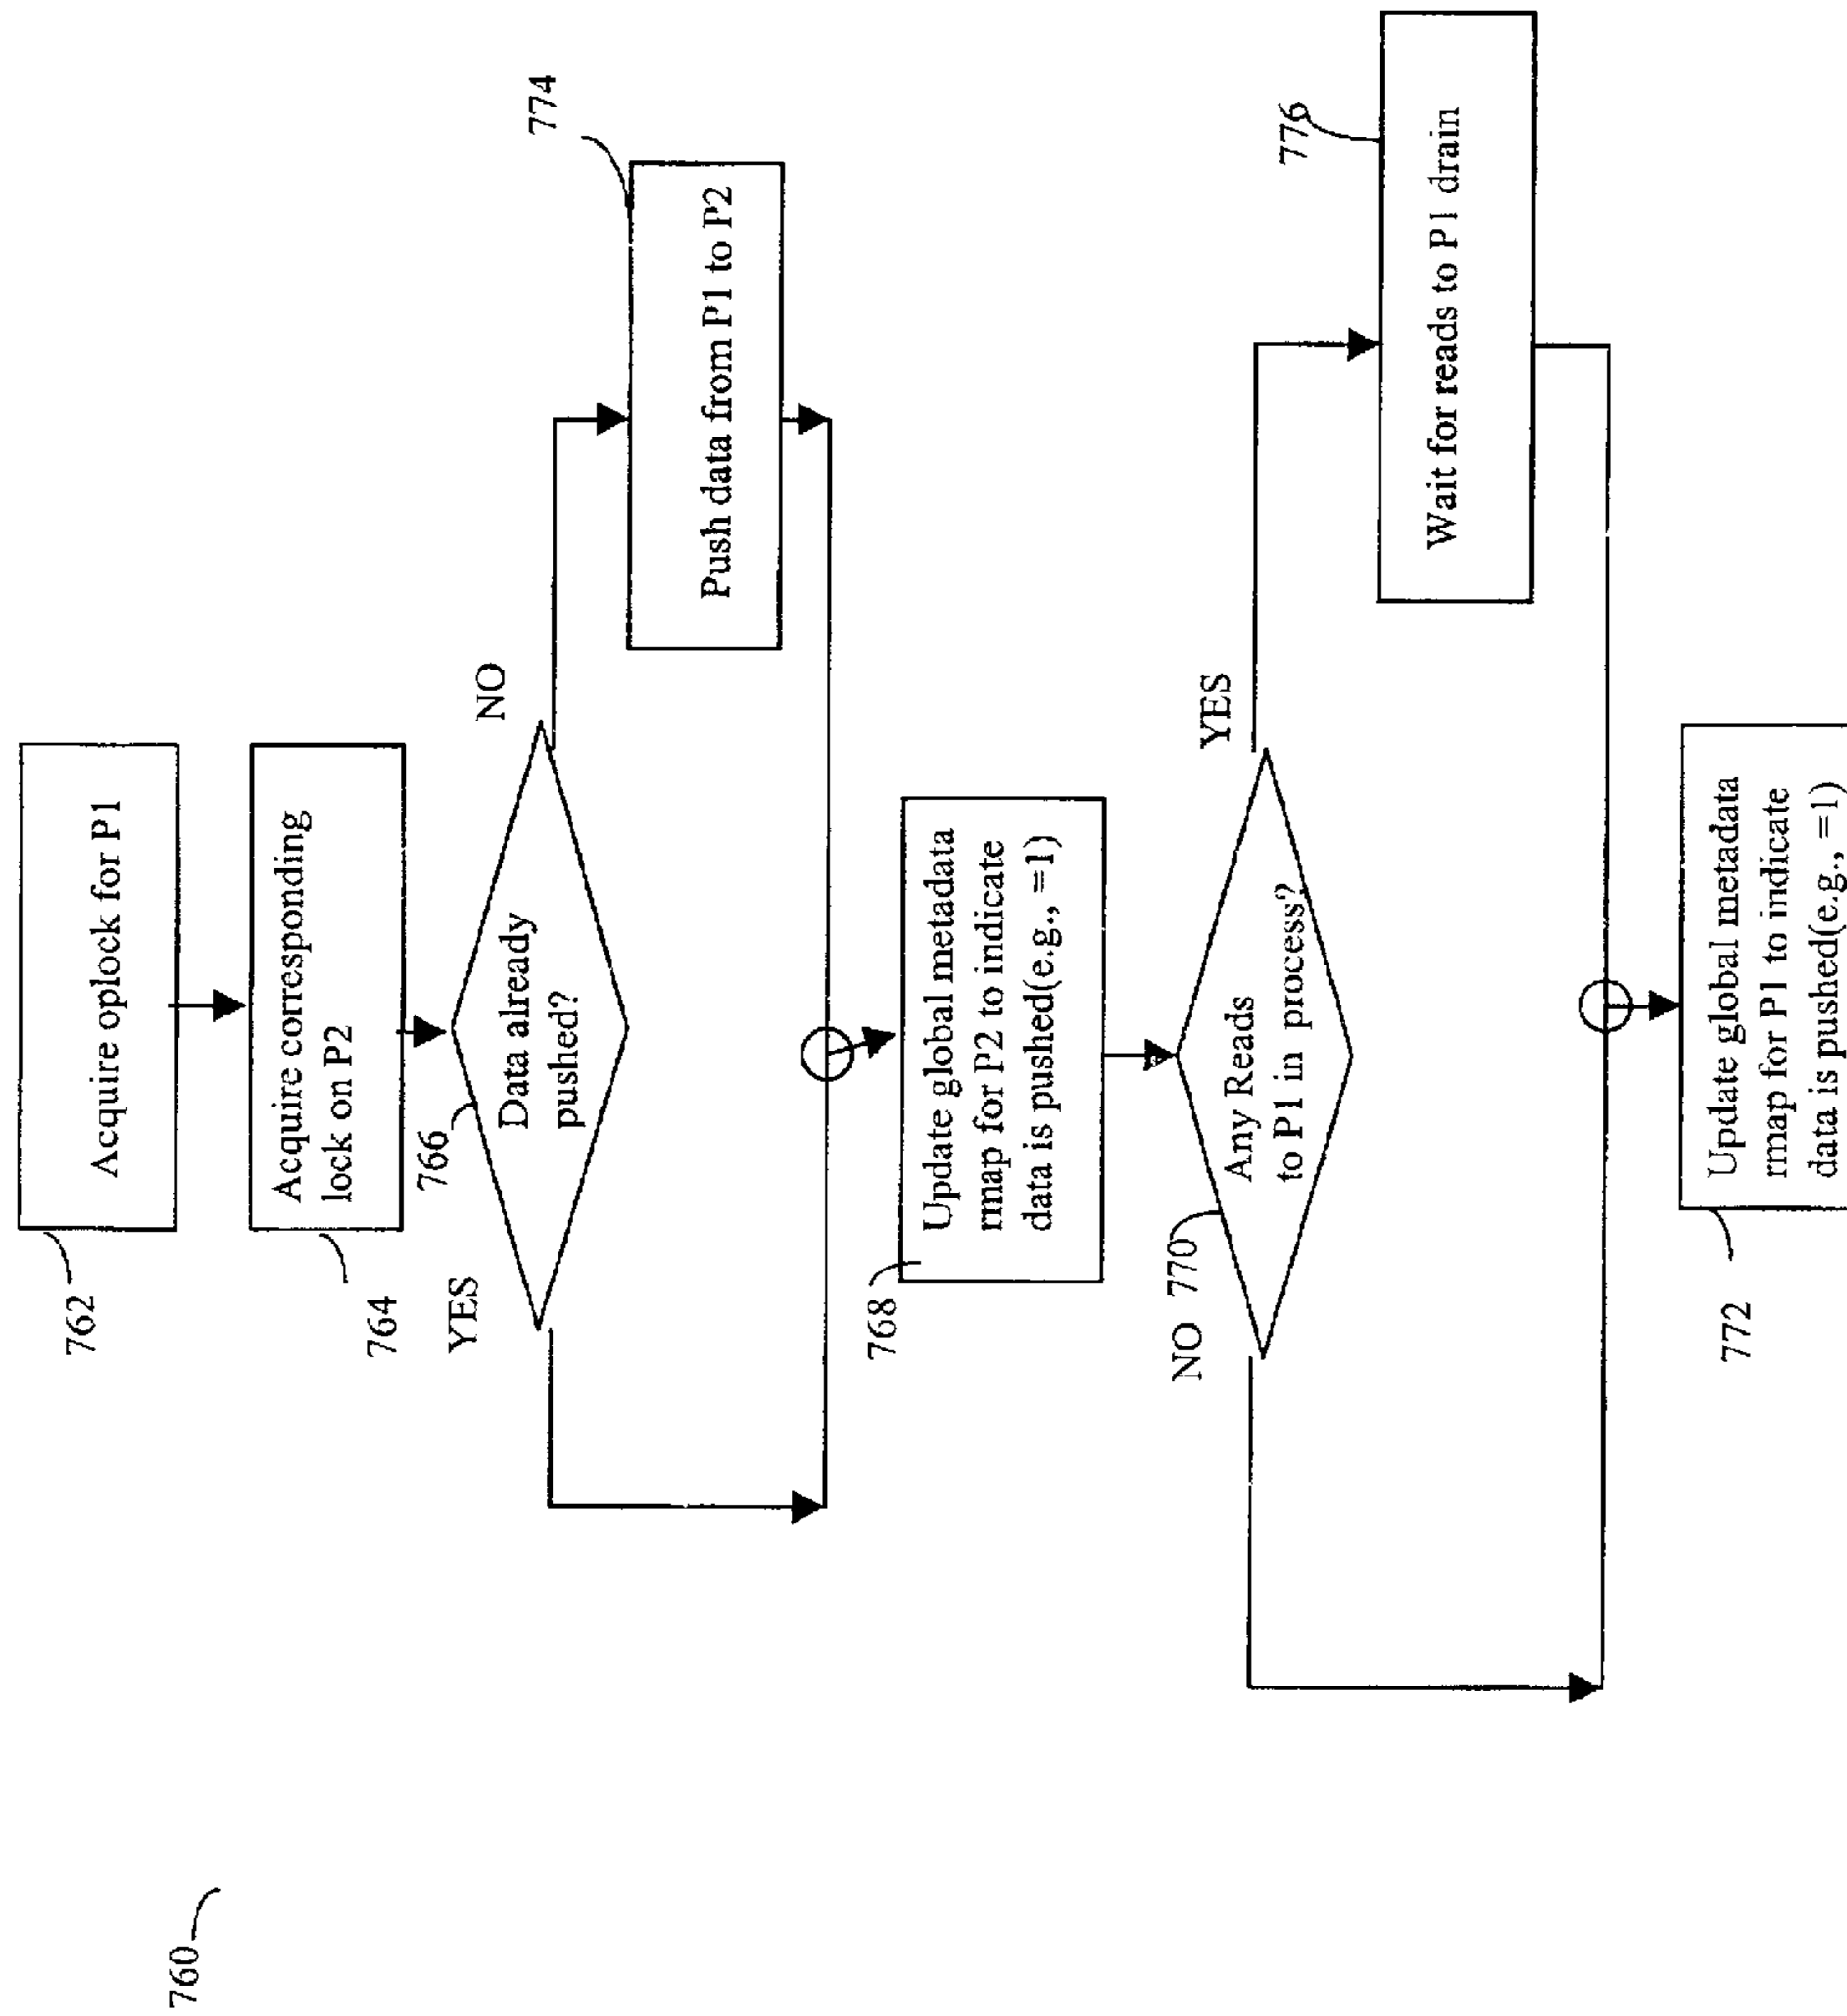 760
762
Acquire oplock for P1
764
Acquire corresponding
lock on P2
766
Data already
pushed?
YES
NO
774
Push data from P1 to P2
768
Update global metadata
rmap for P2 to indicate
data is pushed(e.g., =1)
770
Any Reads
to P1 in process?
NO
YES
776
Wait for reads to P1 drain
772
Update global metadata
rmap for P1 to indicate
data is pushed(e.g., =1)